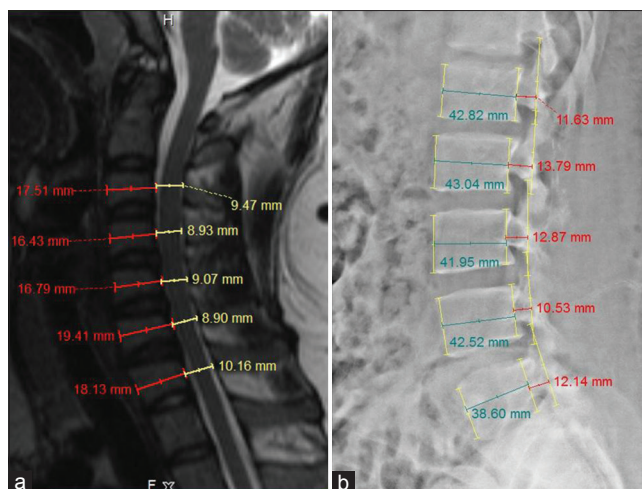 H
17.51 mm
9.47 mm
16.43 mm
8.93 mm
16.79 mm
9.07 mm
19.41 mm
8.90 mm
18.13 mm
10.16 mm
F
a
42.82 mm
11.63 mm
43.04 mm
13.79 mm
41.95 mm
12.87 mm
42.52 mm
10.53 mm
38.60 mm
12.14 mm
b